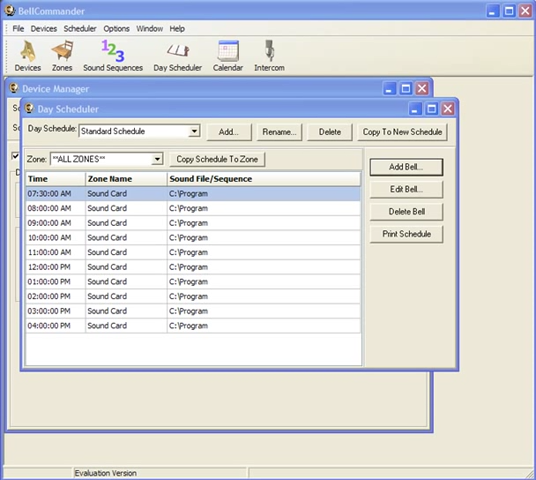 BellCommander
File Devices Scheduler Options Window Help
123
Devices Zones Sound Sequences Day Scheduler Calendar Intercom
Device Manager
Day Scheduler
Day Schedule: Standard Schedule Add... Rename... Delete Copy To New Schedule
Zone: **ALL ZONES** Copy Schedule To Zone
Add Bell...
Time Zone Name Sound File/Sequence
07:30:00 AM Sound Card C:\Program
Edit Bell...
08:00:00 AM Sound Card C:\Program
Delete Bell
09:00:00 AM Sound Card C:\Program
Print Schedule
10:00:00 AM Sound Card C:\Program
11:00:00 AM Sound Card C:\Program
12:00:00 PM Sound Card C:\Program
01:00:00 PM Sound Card C:\Program
02:00:00 PM Sound Card C:\Program
03:00:00 PM Sound Card C:\Program
04:00:00 PM Sound Card C:\Program
Evaluation Version